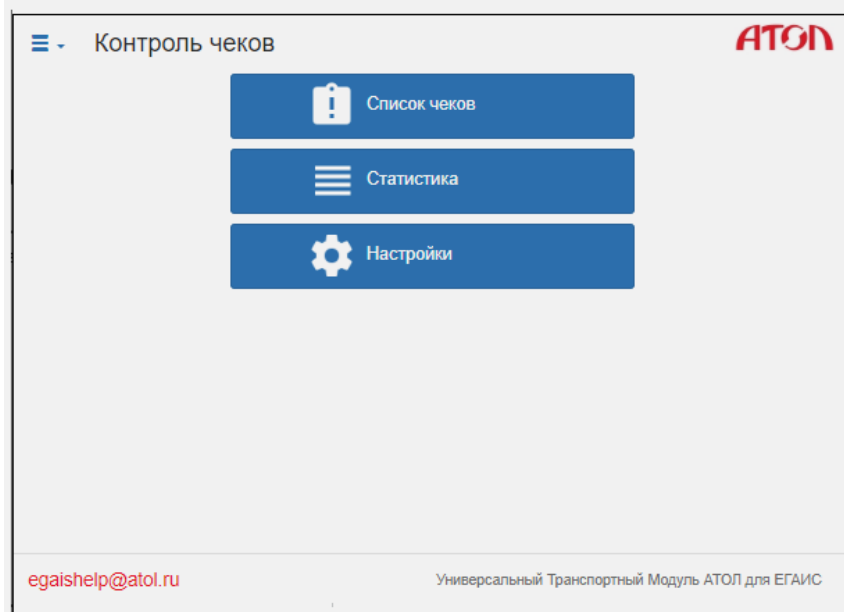 Контроль чеков
АТОЛ
Список чеков
Статистика
Настройки
egaishelp@atol.ru
Универсальный Транспортный Модуль АТОЛ для ЕГАИС